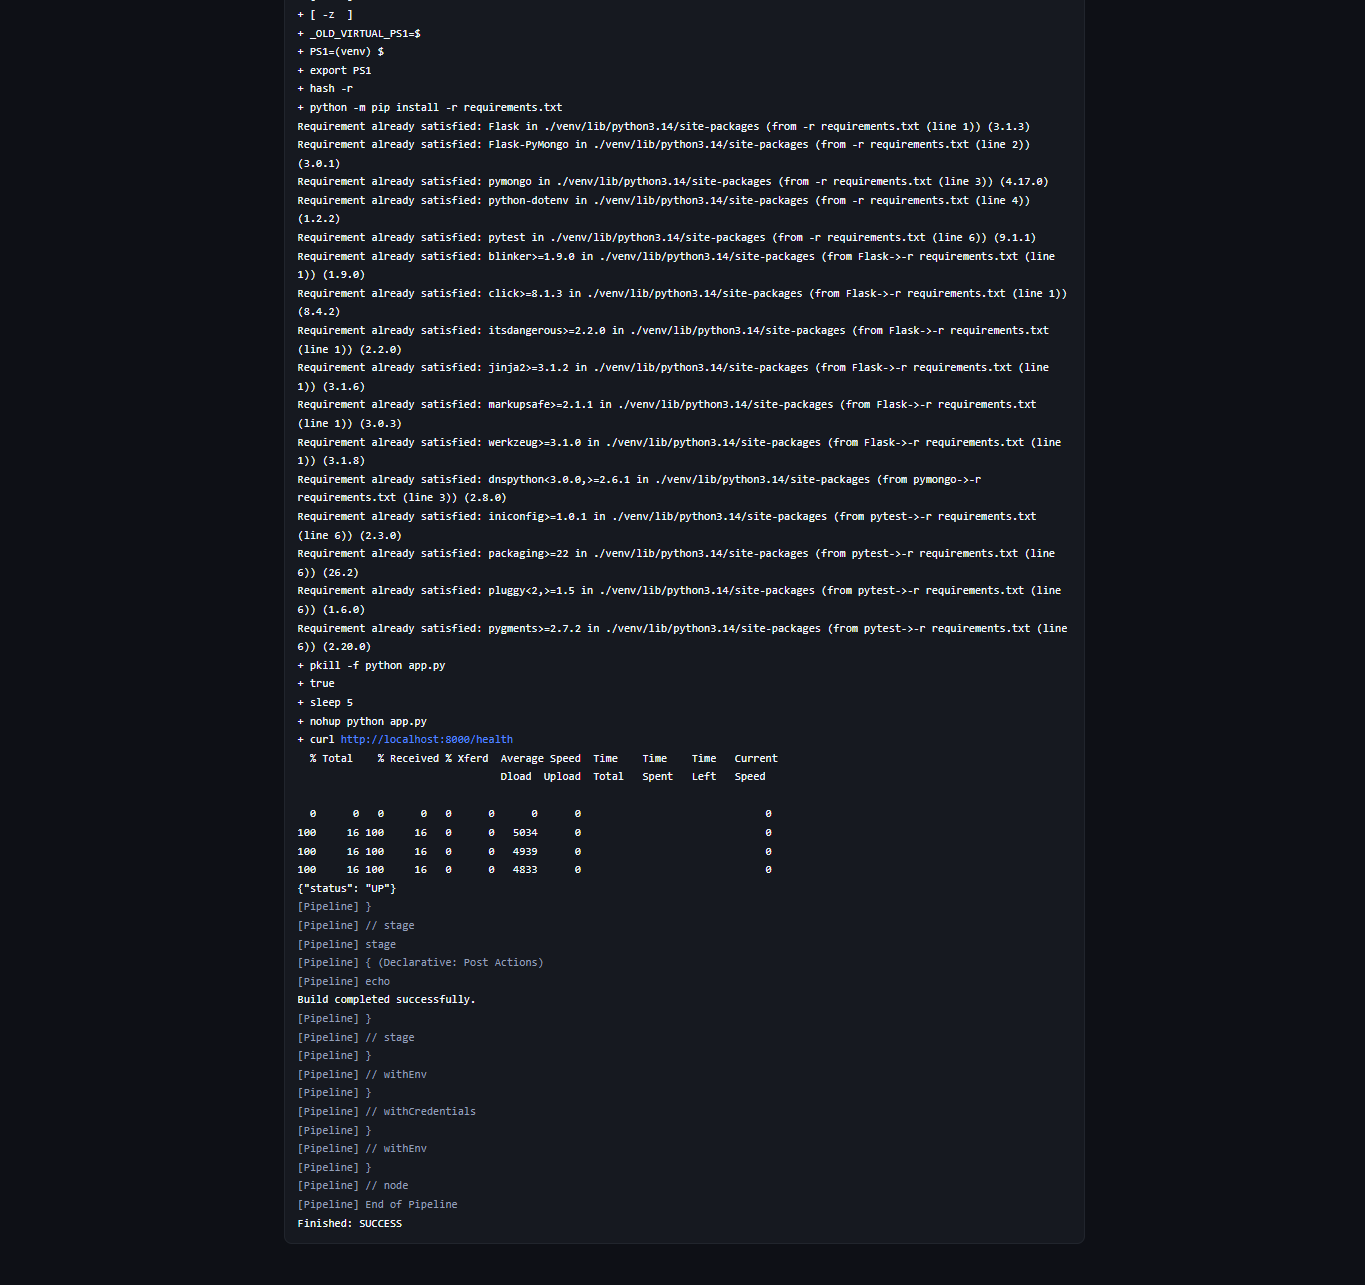 + [ -z  ]
+ _OLD_VIRTUAL_PS1=$
+ PS1=(venv) $
+ export PS1
+ hash -r
+ python -m pip install -r requirements.txt
Requirement already satisfied: Flask in ./venv/lib/python3.14/site-packages (from -r requirements.txt (line 1)) (3.1.3)
Requirement already satisfied: Flask-PyMongo in ./venv/lib/python3.14/site-packages (from -r requirements.txt (line 2))
(3.0.1)
Requirement already satisfied: pymongo in ./venv/lib/python3.14/site-packages (from -r requirements.txt (line 3)) (4.17.0)
Requirement already satisfied: python-dotenv in ./venv/lib/python3.14/site-packages (from -r requirements.txt (line 4))
(1.2.2)
Requirement already satisfied: pytest in ./venv/lib/python3.14/site-packages (from -r requirements.txt (line 6)) (9.1.1)
Requirement already satisfied: blinker>=1.9.0 in ./venv/lib/python3.14/site-packages (from Flask->-r requirements.txt (line
1)) (1.9.0)
Requirement already satisfied: click>=8.1.3 in ./venv/lib/python3.14/site-packages (from Flask->-r requirements.txt (line 1))
(8.4.2)
Requirement already satisfied: itsdangerous>=2.2.0 in ./venv/lib/python3.14/site-packages (from Flask->-r requirements.txt
(line 1)) (2.2.0)
Requirement already satisfied: jinja2>=3.1.2 in ./venv/lib/python3.14/site-packages (from Flask->-r requirements.txt (line
1)) (3.1.6)
Requirement already satisfied: markupsafe>=2.1.1 in ./venv/lib/python3.14/site-packages (from Flask->-r requirements.txt
(line 1)) (3.0.3)
Requirement already satisfied: werkzeug>=3.1.0 in ./venv/lib/python3.14/site-packages (from Flask->-r requirements.txt (line
1)) (3.1.8)
Requirement already satisfied: dnspython<3.0.0,>=2.6.1 in ./venv/lib/python3.14/site-packages (from pymongo->-r
requirements.txt (line 3)) (2.8.0)
Requirement already satisfied: iniconfig>=1.0.1 in ./venv/lib/python3.14/site-packages (from pytest->-r requirements.txt
(line 6)) (2.3.0)
Requirement already satisfied: packaging>=22 in ./venv/lib/python3.14/site-packages (from pytest->-r requirements.txt (line
6)) (26.2)
Requirement already satisfied: pluggy<2,>=1.5 in ./venv/lib/python3.14/site-packages (from pytest->-r requirements.txt (line
6)) (1.6.0)
Requirement already satisfied: pygments>=2.7.2 in ./venv/lib/python3.14/site-packages (from pytest->-r requirements.txt (line
6)) (2.20.0)
+ pkill -f python app.py
+ true
+ sleep 5
+ nohup python app.py
+ curl http://localhost:8000/health
  % Total    % Received % Xferd  Average Speed  Time    Time    Time   Current
                                 Dload  Upload  Total   Spent   Left   Speed
  0      0   0      0   0      0      0      0                              0
100     16 100     16   0      0   5034      0                              0
100     16 100     16   0      0   4939      0                              0
100     16 100     16   0      0   4833      0                              0
{"status": "UP"}
[Pipeline] }
[Pipeline] // stage
[Pipeline] stage
[Pipeline] { (Declarative: Post Actions)
[Pipeline] echo
Build completed successfully.
[Pipeline] }
[Pipeline] // stage
[Pipeline] }
[Pipeline] // withEnv
[Pipeline] }
[Pipeline] // withCredentials
[Pipeline] }
[Pipeline] // withEnv
[Pipeline] }
[Pipeline] // node
[Pipeline] End of Pipeline
Finished: SUCCESS